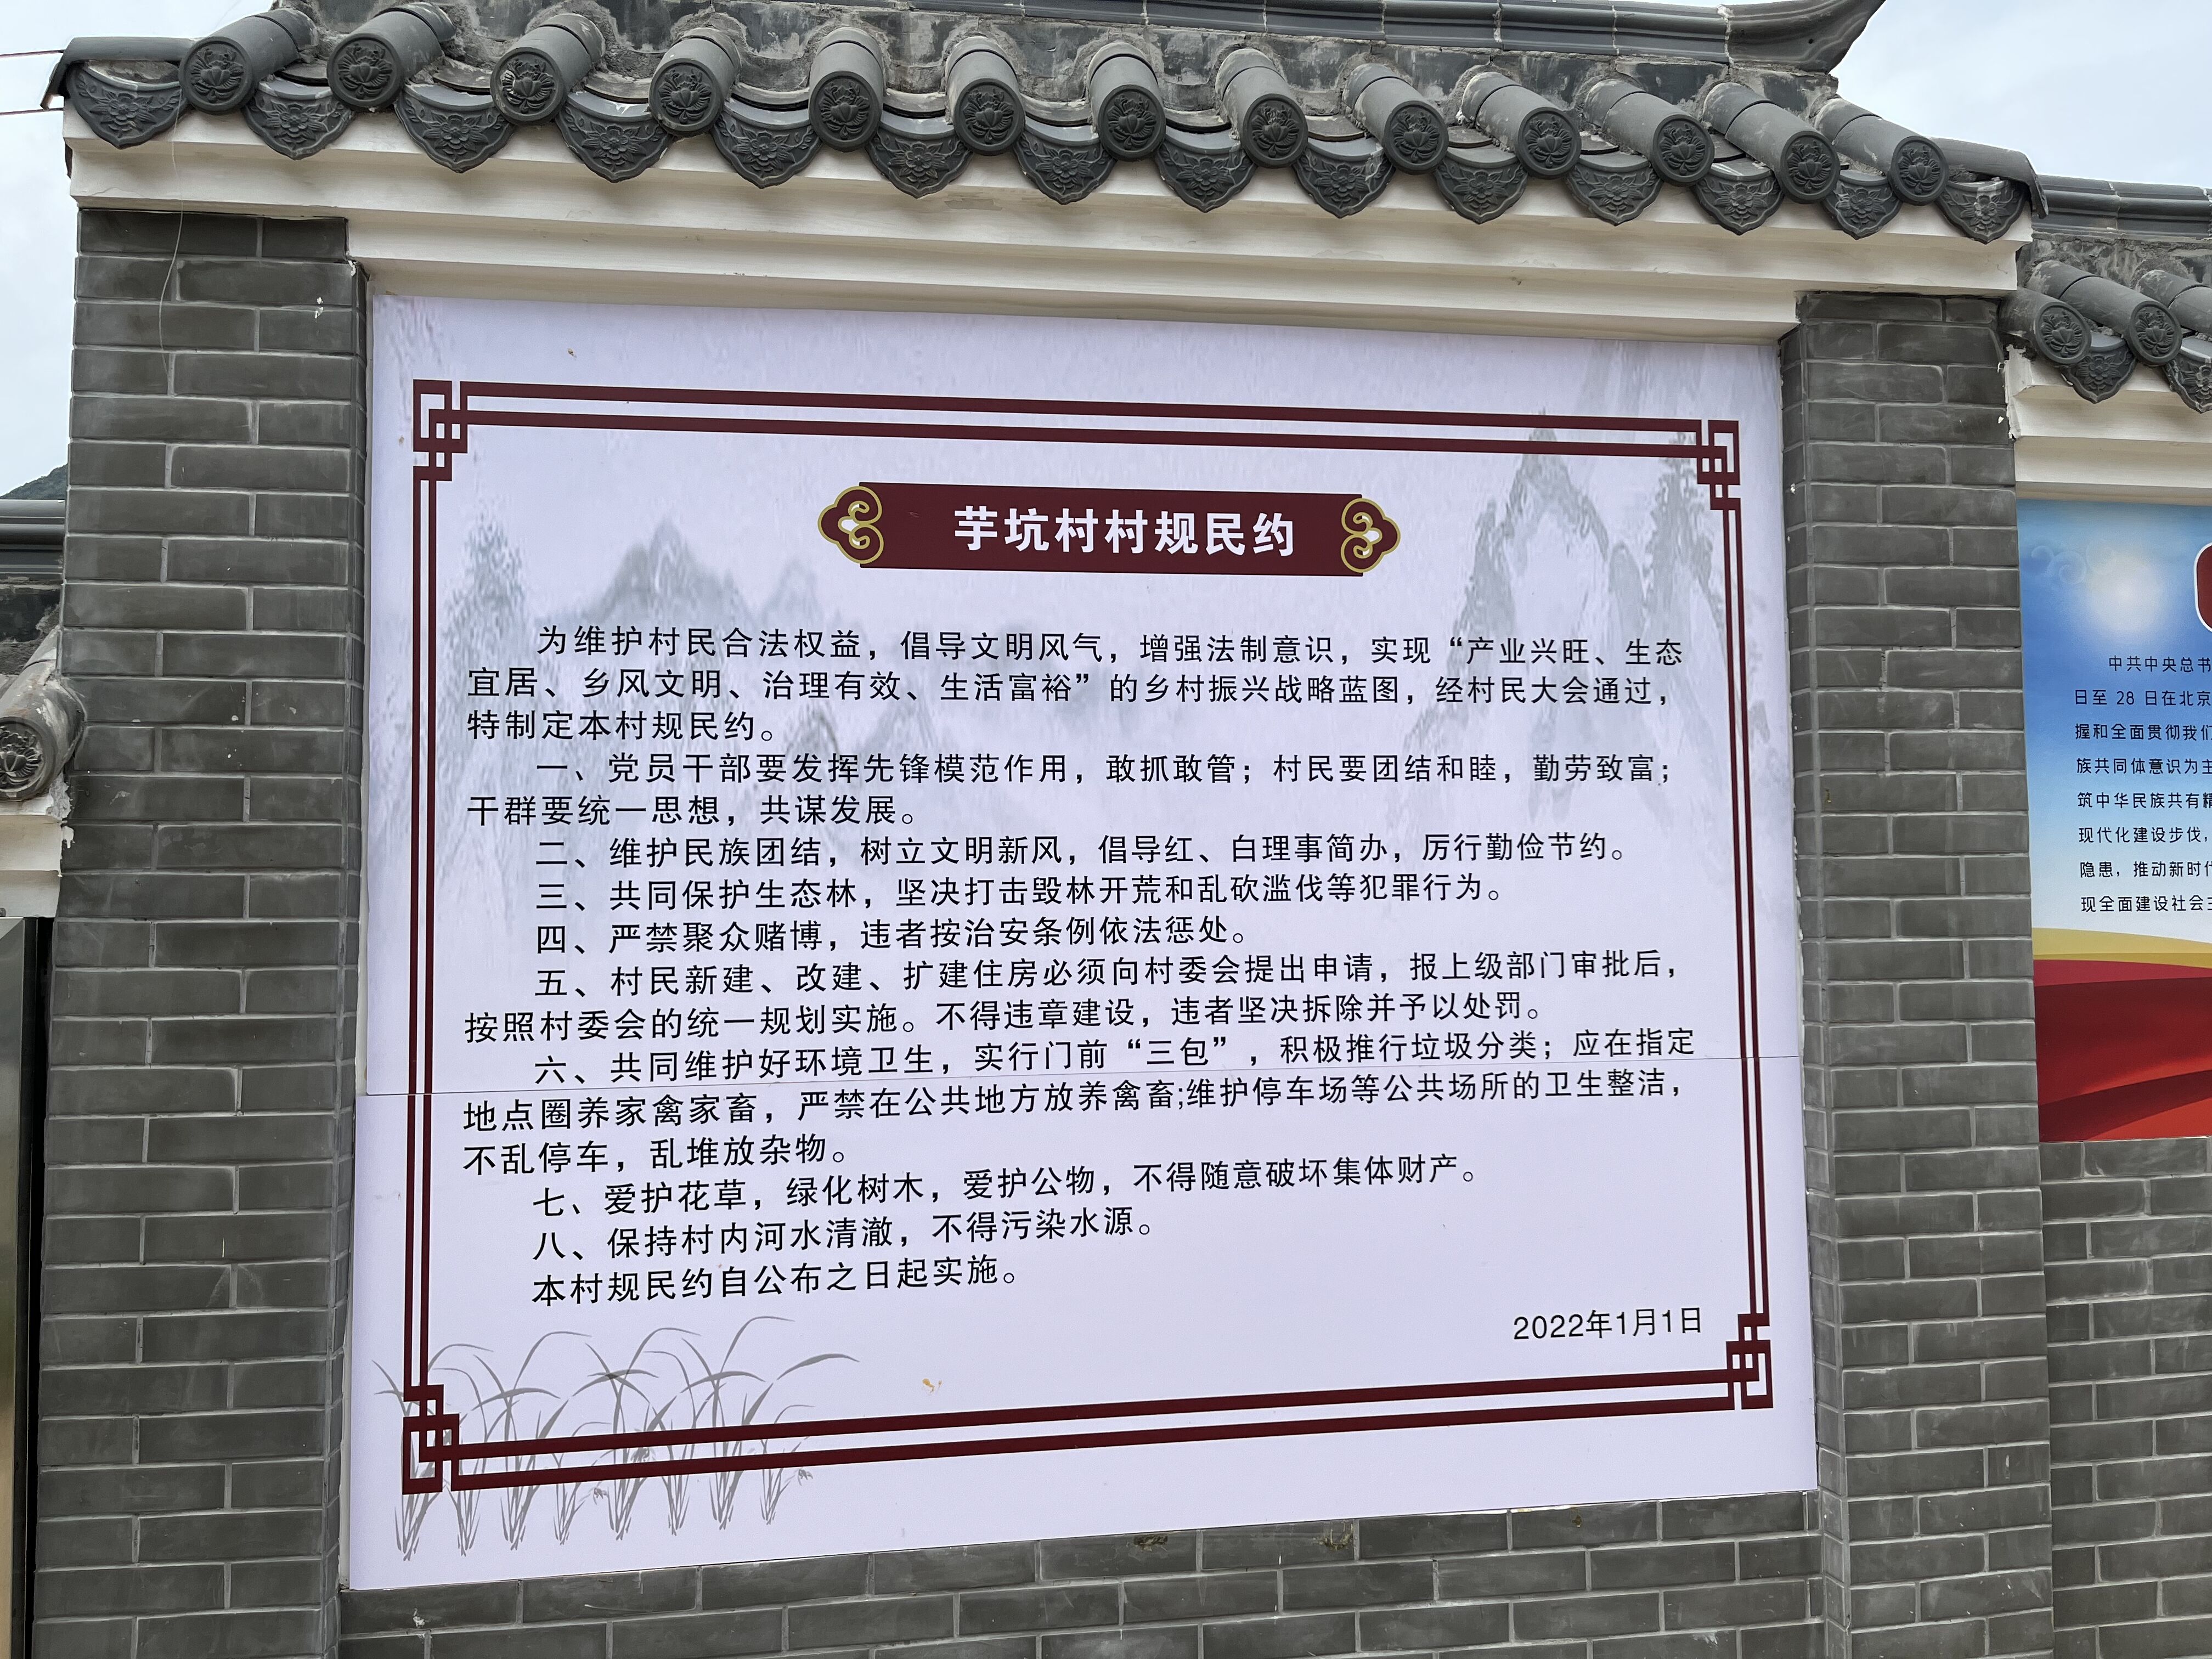 芋坑村村规民约
为维护村民合法权益，倡导文明风气，增强法制意识，实现“产业兴旺、生态
宜居、乡风文明、治理有效、生活富裕”的乡村振兴战略蓝图，经村民大会通过，
特制定本村规民约。
一、党员干部要发挥先锋模范作用，敢抓敢管；村民要团结和睦，勤劳致富；
干群要统一思想，共谋发展。
二、维护民族团结，树立文明新风，倡导红、白理事简办，厉行勤俭节约。
三、共同保护生态林，坚决打击毁林开荒和乱砍滥伐等犯罪行为。
四、严禁聚众赌博，违者按治安条例依法惩处。
五、村民新建、改建、扩建住房必须向村委会提出申请，报上级部门审批后，
按照村委会的统一规划实施。不得违章建设，违者坚决拆除并予以处罚。
六、共同维护好环境卫生，实行门前“三包”，积极推行垃圾分类；应在指定
地点圈养家禽家畜，严禁在公共地方放养禽畜;维护停车场等公共场所的卫生整洁，
不乱停车，乱堆放杂物。
七、爱护花草，绿化树木，爱护公物，不得随意破坏集体财产。
八、保持村内河水清澈，不得污染水源。
本村规民约自公布之日起实施。
2022年1月1日
中共中央总书
日至 28 日在北京
握和全面贯彻我们
族共同体意识为主
筑中华民族共有精
现代化建设步伐，
隐患，推动新时代
现全面建设社会主